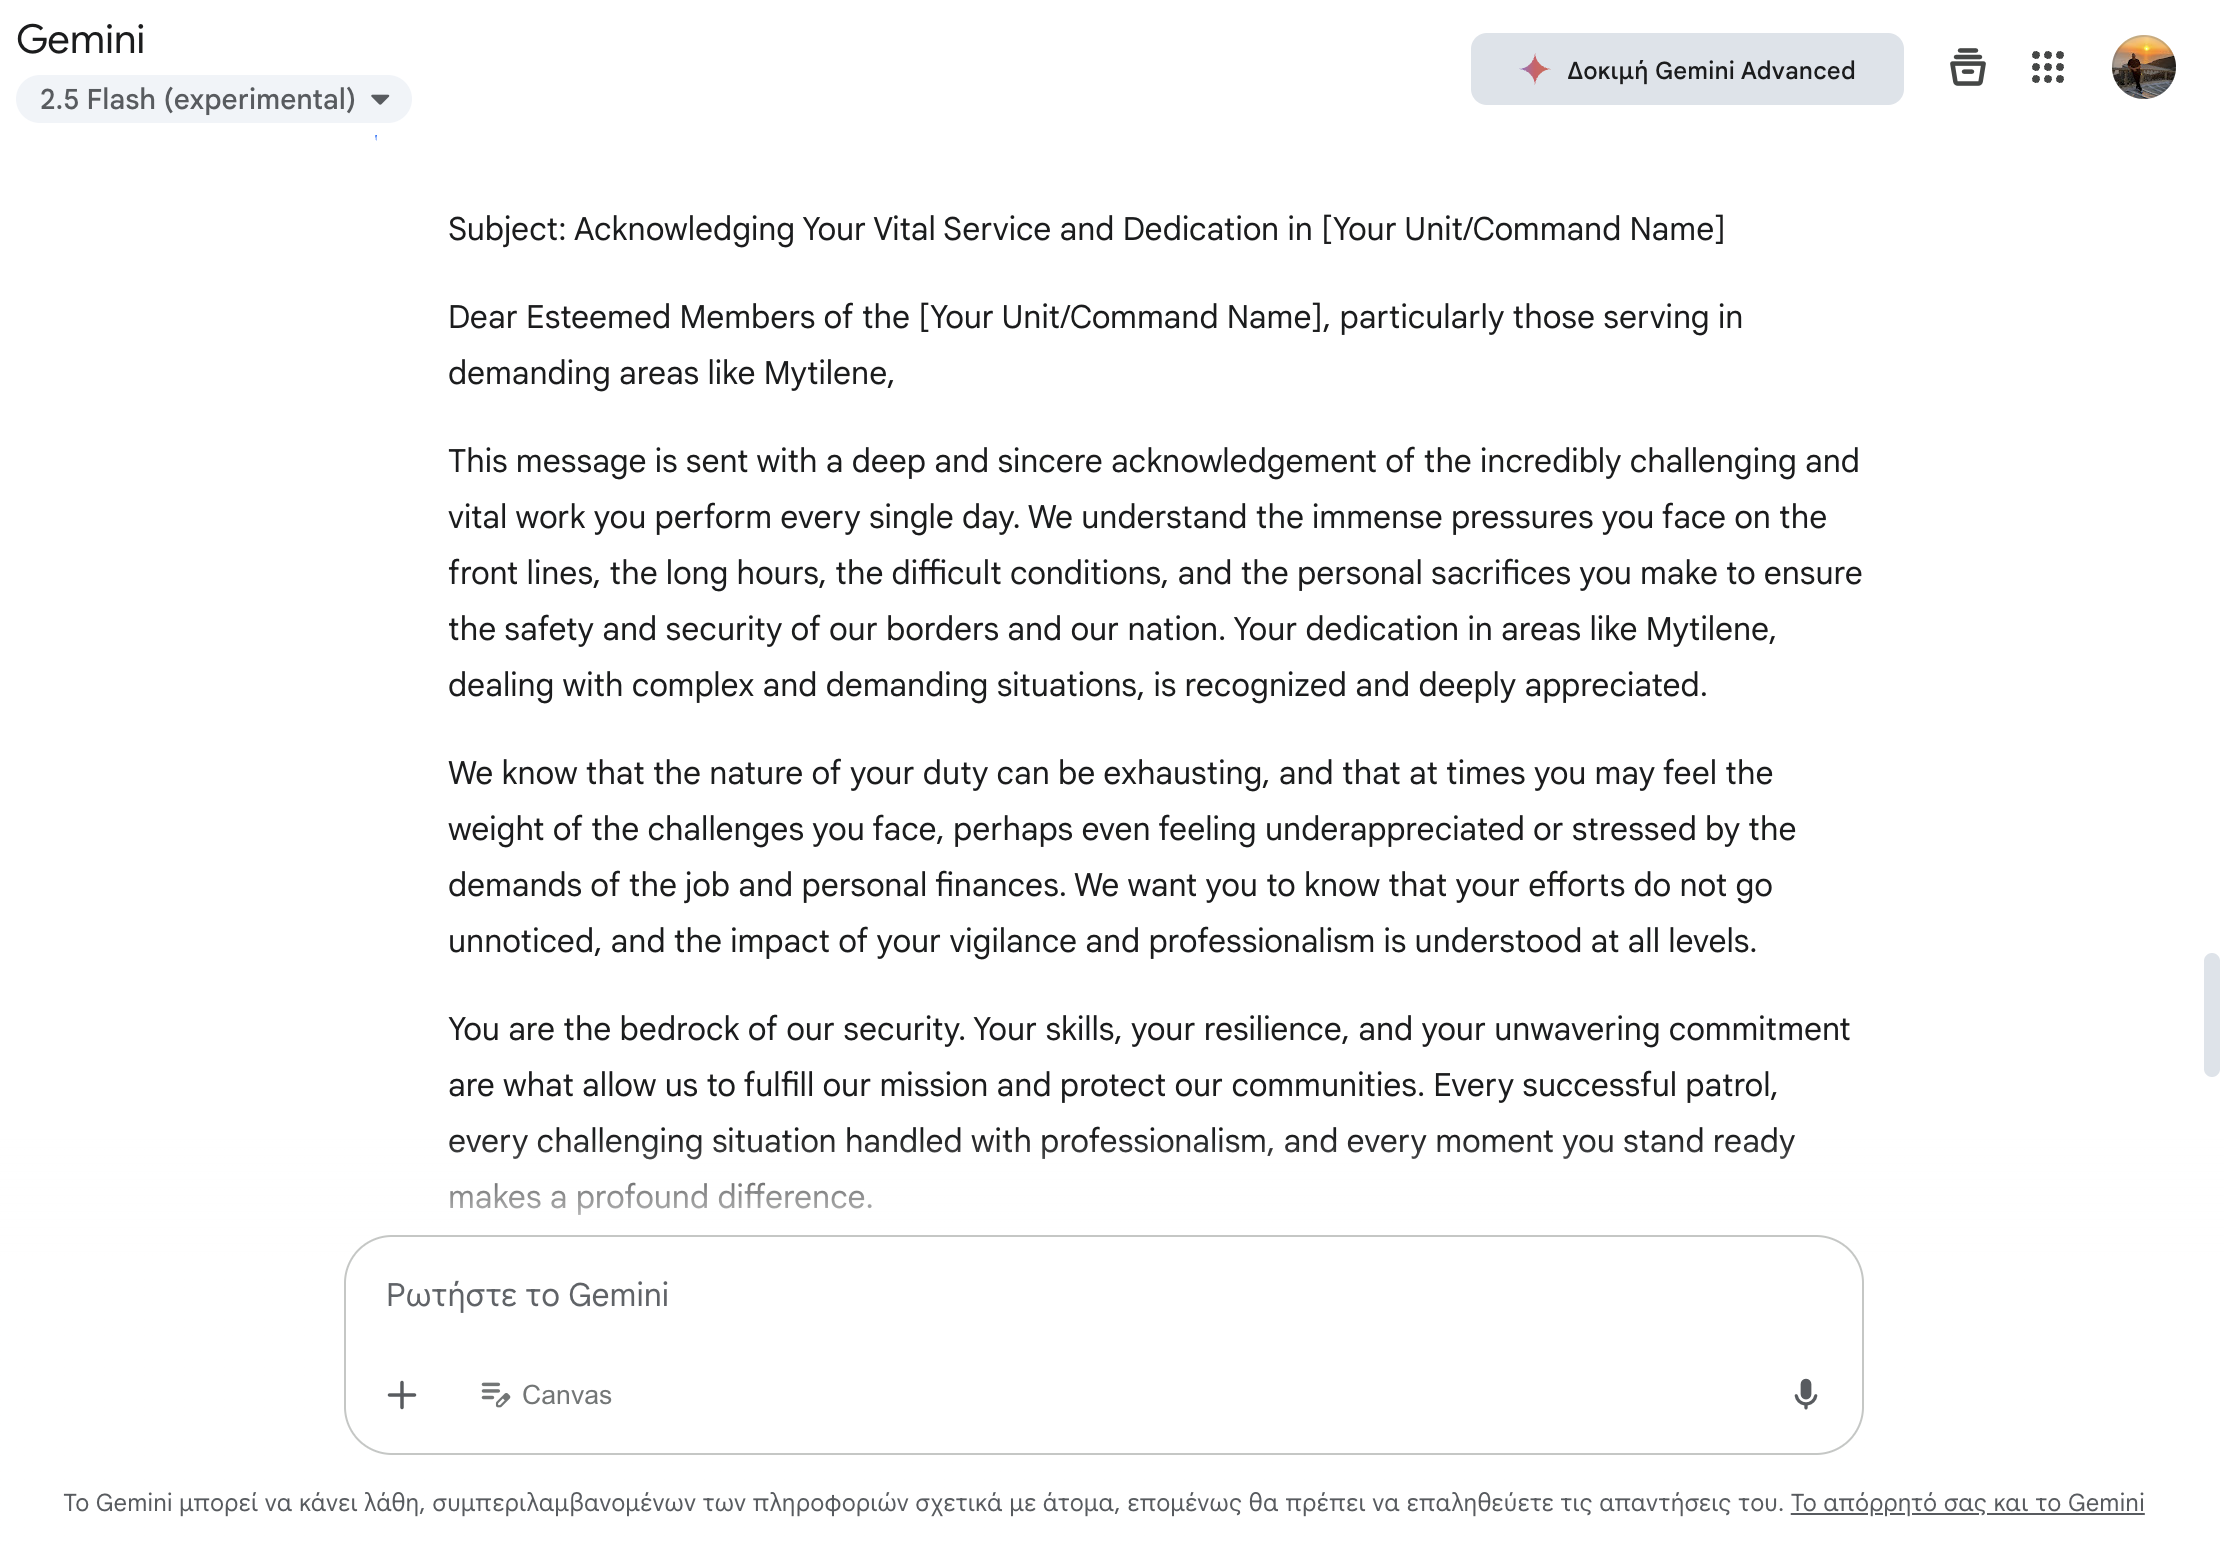 Gemini
2.5 Flash (experimental)
Δοκιμή Gemini Advanced
Subject: Acknowledging Your Vital Service and Dedication in [Your Unit/Command Name]
Dear Esteemed Members of the [Your Unit/Command Name], particularly those serving in
demanding areas like Mytilene,
This message is sent with a deep and sincere acknowledgement of the incredibly challenging and
vital work you perform every single day. We understand the immense pressures you face on the
front lines, the long hours, the difficult conditions, and the personal sacrifices you make to ensure
the safety and security of our borders and our nation. Your dedication in areas like Mytilene,
dealing with complex and demanding situations, is recognized and deeply appreciated.
We know that the nature of your duty can be exhausting, and that at times you may feel the
weight of the challenges you face, perhaps even feeling underappreciated or stressed by the
demands of the job and personal finances. We want you to know that your efforts do not go
unnoticed, and the impact of your vigilance and professionalism is understood at all levels.
You are the bedrock of our security. Your skills, your resilience, and your unwavering commitment
are what allow us to fulfill our mission and protect our communities. Every successful patrol,
every challenging situation handled with professionalism, and every moment you stand ready
makes a profound difference.
Ρωτήστε το Gemini
Canvas
Το Gemini μπορεί να κάνει λάθη, συμπεριλαμβανομένων των πληροφοριών σχετικά με άτομα, επομένως θα πρέπει να επαληθεύετε τις απαντήσεις του. Το απόρρητό σας και το Gemini